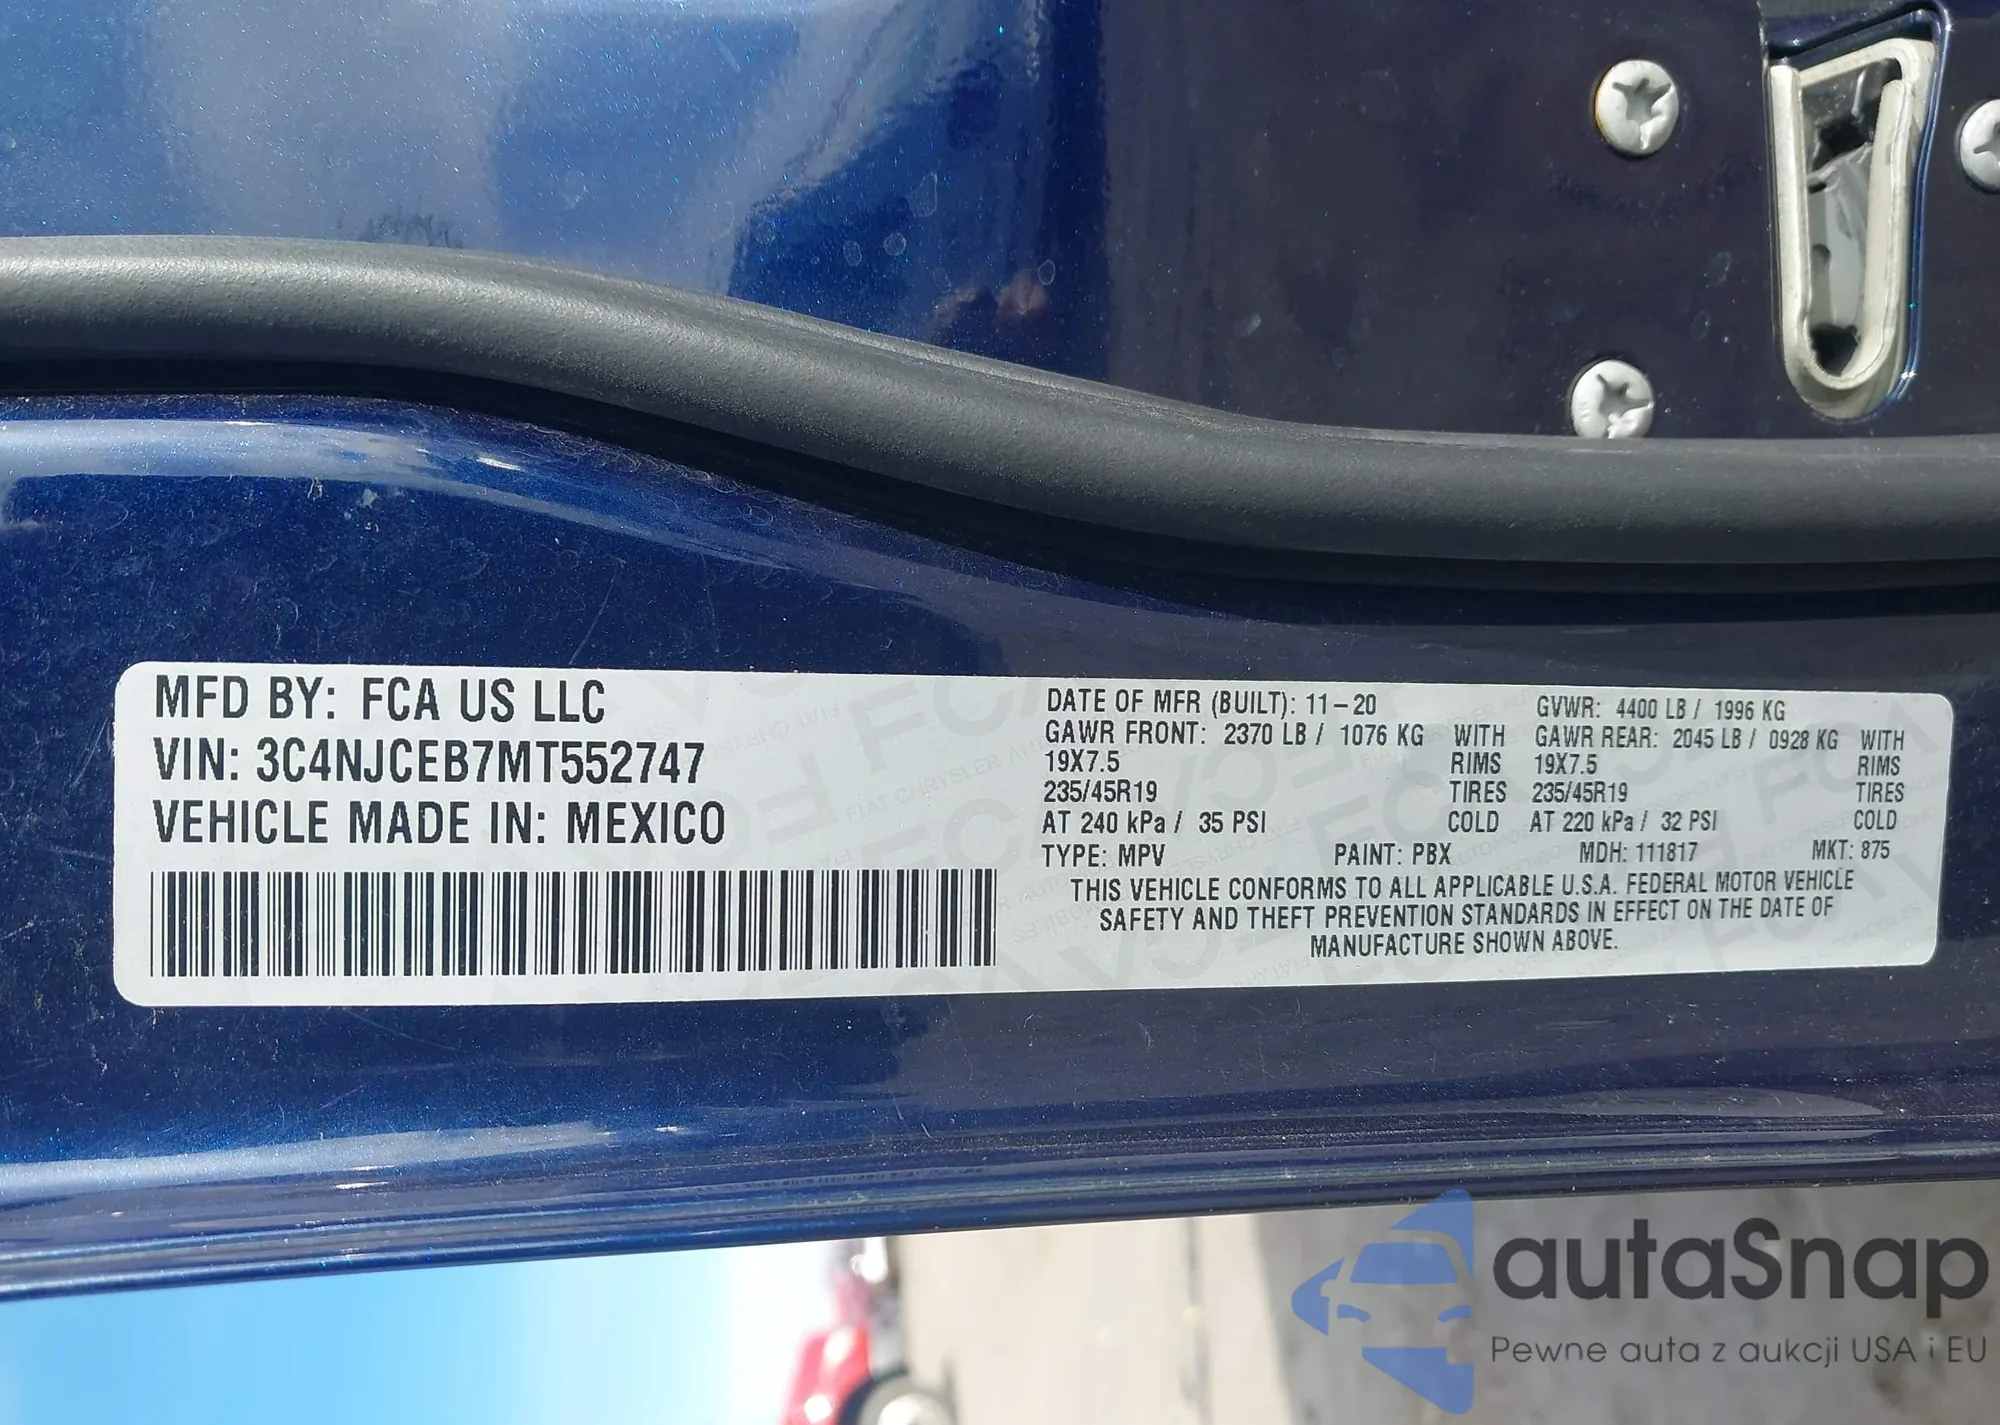 MFD BY: FCA US LLC
VIN: 3C4NJCEB7MT552747
VEHICLE MADE IN: MEXICO
DATE OF MFR (BUILT): 11-20 GVWR: 4400 LB / 1996 KG
GAWR FRONT: 2370 LB / 1076 KG WITH GAWR REAR: 2045 LB / 0928 KG WITH
19X7.5 RIMS 19X7.5 RIMS
235/45R19 TIRES 235/45R19 TIRES
AT 240 kPa / 35 PSI COLD AT 220 kPa / 32 PSI COLD
TYPE: MPV PAINT: PBX MDH: 111817 MKT: 875
THIS VEHICLE CONFORMS TO ALL APPLICABLE U.S.A. FEDERAL MOTOR VEHICLE
SAFETY AND THEFT PREVENTION STANDARDS IN EFFECT ON THE DATE OF
MANUFACTURE SHOWN ABOVE.
autaSnap
Pewne auta z aukcji USA i EU